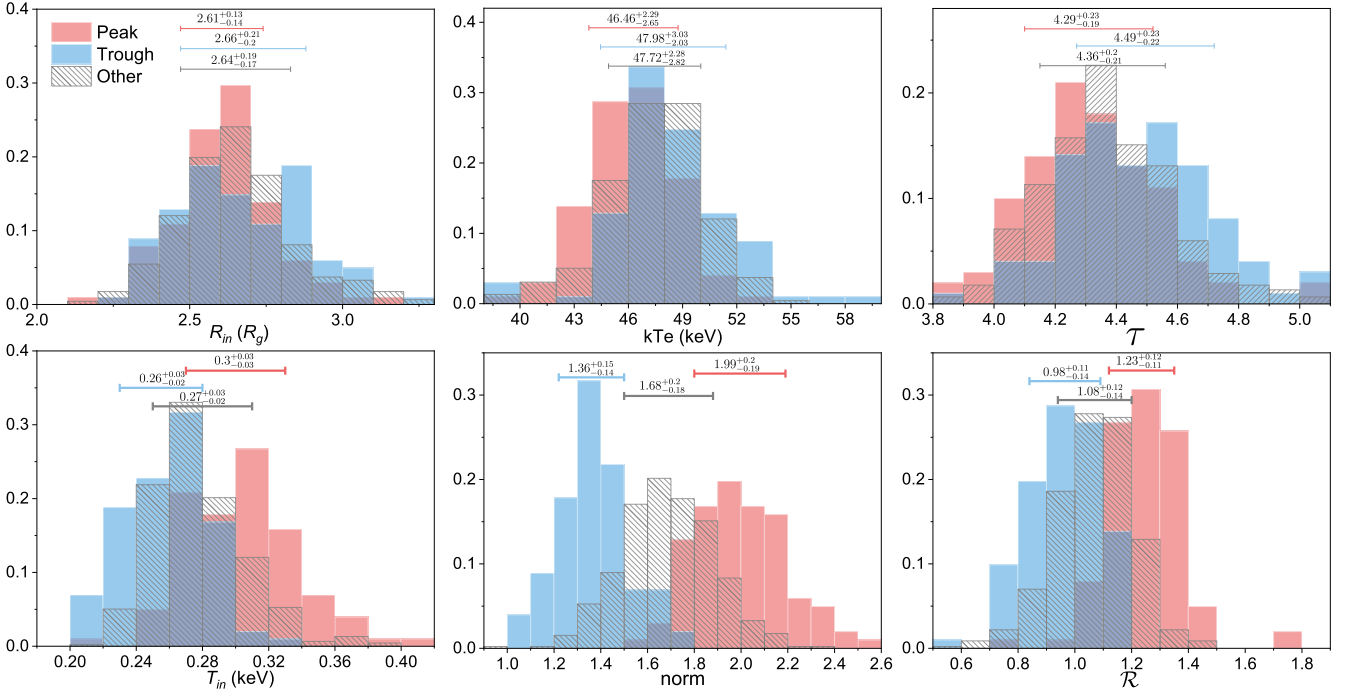 0.4
0.3
0.2
0.1
0.0
Peak
Trough
Other
2.61+0.13−0.14
2.66+0.21−0.2
2.64+0.19−0.17
2.0 2.5 3.0
R_in (R_g)
0.4
0.3
0.2
0.1
0.0
46.46+2.29−2.65
47.98+3.03−2.03
47.72+2.28−2.82
40 43 46 49 52 55 58
kTe (keV)
0.2
0.1
0.0
4.29+0.23−0.19
4.49+0.23−0.22
4.36+0.2−0.21
3.8 4.0 4.2 4.4 4.6 4.8 5.0
τ
0.4
0.3
0.2
0.1
0.0
0.3+0.03−0.03
0.26+0.03−0.02
0.27+0.03−0.02
0.20 0.24 0.28 0.32 0.36 0.40
T_in (keV)
0.3
0.2
0.1
0.0
1.36+0.15−0.14
1.99+0.2−0.19
1.68+0.2−0.18
1.0 1.4 1.8 2.2 2.6
norm
0.3
0.2
0.1
0.0
1.23+0.12−0.11
0.98+0.11−0.14
1.08+0.12−0.14
0.6 0.8 1.0 1.2 1.4 1.6 1.8
R